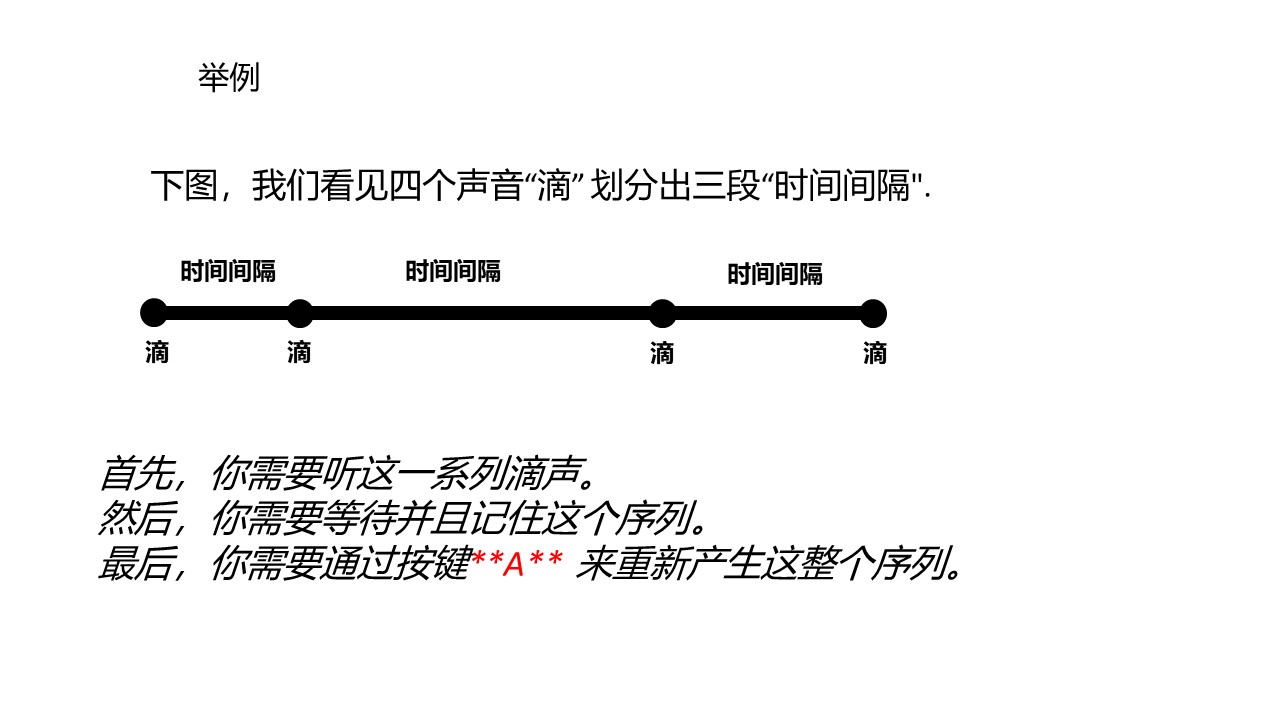 举例
下图，我们看见四个声音“滴” 划分出三段“时间间隔".
时间间隔 时间间隔 时间间隔
滴 滴 滴 滴
首先，你需要听这一系列滴声。
然后，你需要等待并且记住这个序列。
最后，你需要通过按键**A** 来重新产生这整个序列。